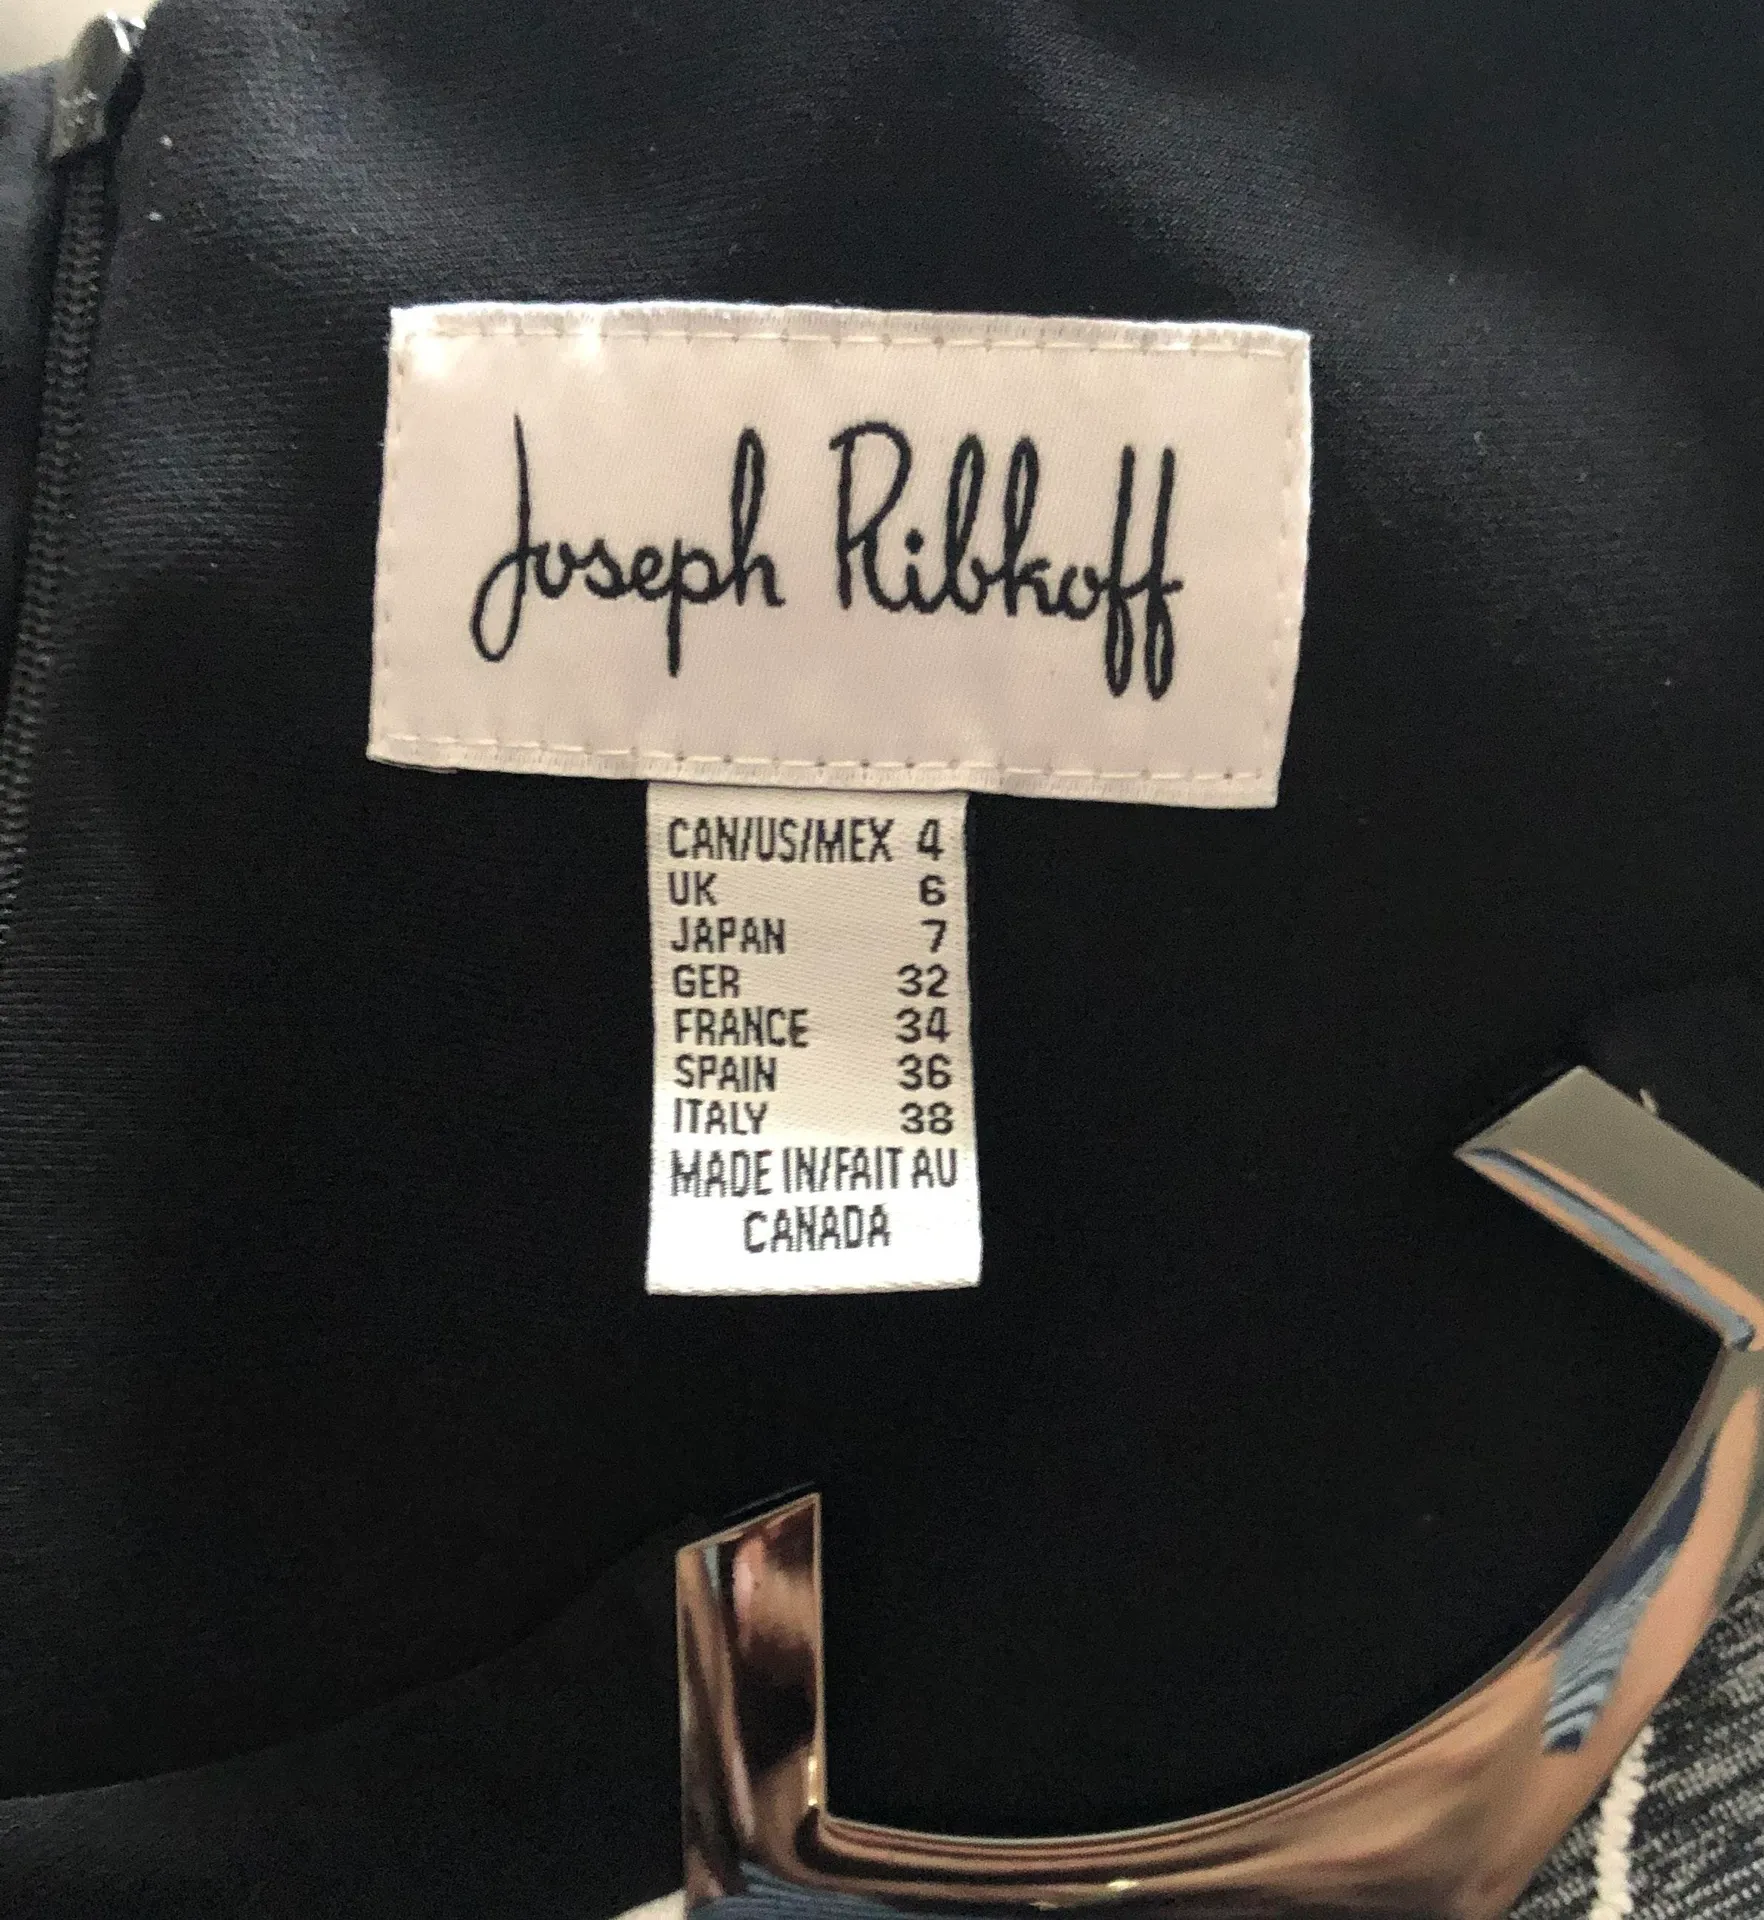 Joseph Ribkoff
CAN/US/MEX 4
UK 6
JAPAN 7
GER 32
FRANCE 34
SPAIN 36
ITALY 38
MADE IN/FAIT AU
CANADA